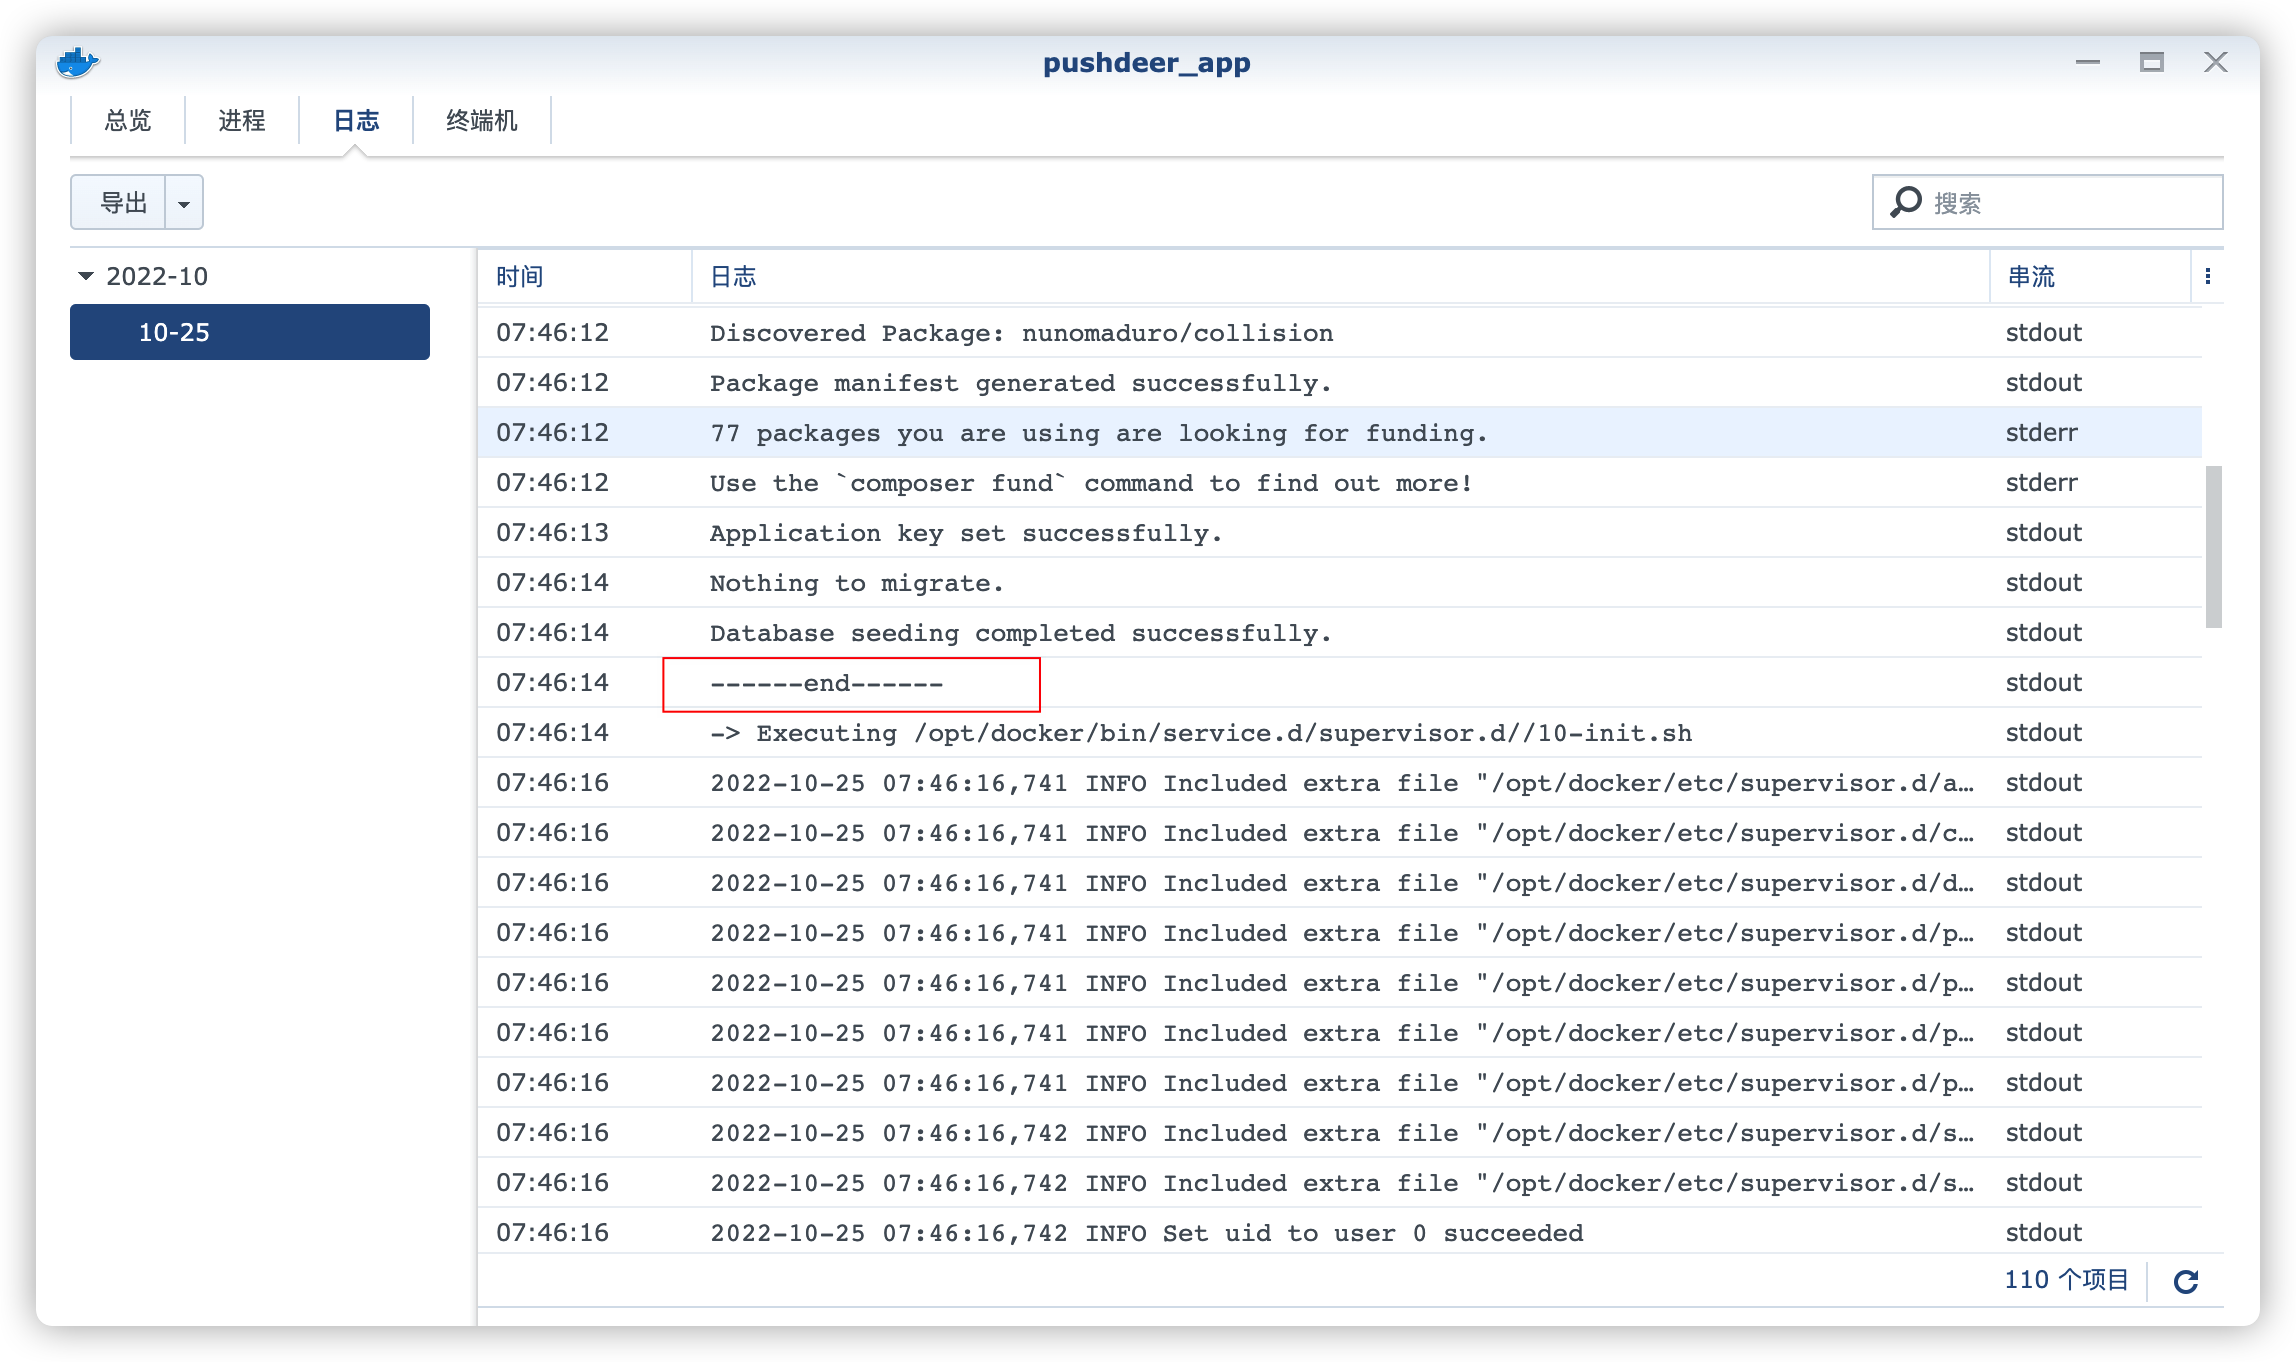 pushdeer_app
总览 进程 日志 终端机
导出 搜索
2022-10
10-25
时间 日志 串流
07:46:12 Discovered Package: nunomaduro/collision stdout
07:46:12 Package manifest generated successfully. stdout
07:46:12 77 packages you are using are looking for funding. stderr
07:46:12 Use the `composer fund` command to find out more! stderr
07:46:13 Application key set successfully. stdout
07:46:14 Nothing to migrate. stdout
07:46:14 Database seeding completed successfully. stdout
07:46:14 ------end------ stdout
07:46:14 -> Executing /opt/docker/bin/service.d/supervisor.d//10-init.sh stdout
07:46:16 2022-10-25 07:46:16,741 INFO Included extra file "/opt/docker/etc/supervisor.d/a… stdout
07:46:16 2022-10-25 07:46:16,741 INFO Included extra file "/opt/docker/etc/supervisor.d/c… stdout
07:46:16 2022-10-25 07:46:16,741 INFO Included extra file "/opt/docker/etc/supervisor.d/d… stdout
07:46:16 2022-10-25 07:46:16,741 INFO Included extra file "/opt/docker/etc/supervisor.d/p… stdout
07:46:16 2022-10-25 07:46:16,741 INFO Included extra file "/opt/docker/etc/supervisor.d/p… stdout
07:46:16 2022-10-25 07:46:16,741 INFO Included extra file "/opt/docker/etc/supervisor.d/p… stdout
07:46:16 2022-10-25 07:46:16,741 INFO Included extra file "/opt/docker/etc/supervisor.d/p… stdout
07:46:16 2022-10-25 07:46:16,742 INFO Included extra file "/opt/docker/etc/supervisor.d/s… stdout
07:46:16 2022-10-25 07:46:16,742 INFO Included extra file "/opt/docker/etc/supervisor.d/s… stdout
07:46:16 2022-10-25 07:46:16,742 INFO Set uid to user 0 succeeded stdout
110 个项目